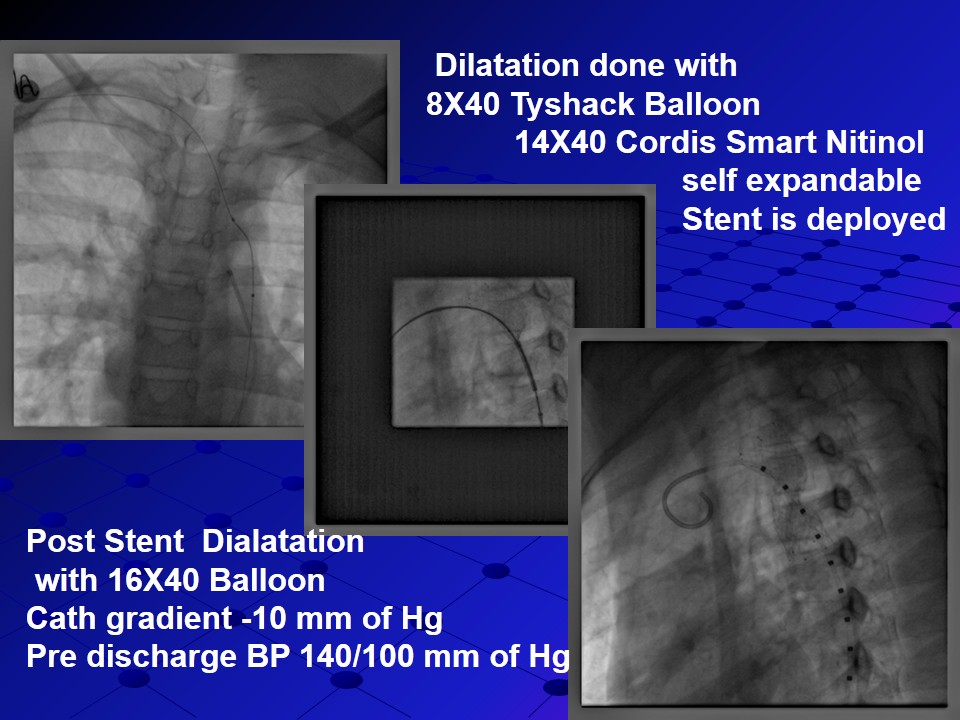 Dilatation done with
8X40 Tyshack Balloon
14X40 Cordis Smart Nitinol
self expandable
Stent is deployed
Post Stent Dialatation
with 16X40 Balloon
Cath gradient -10 mm of Hg
Pre discharge BP 140/100 mm of Hg